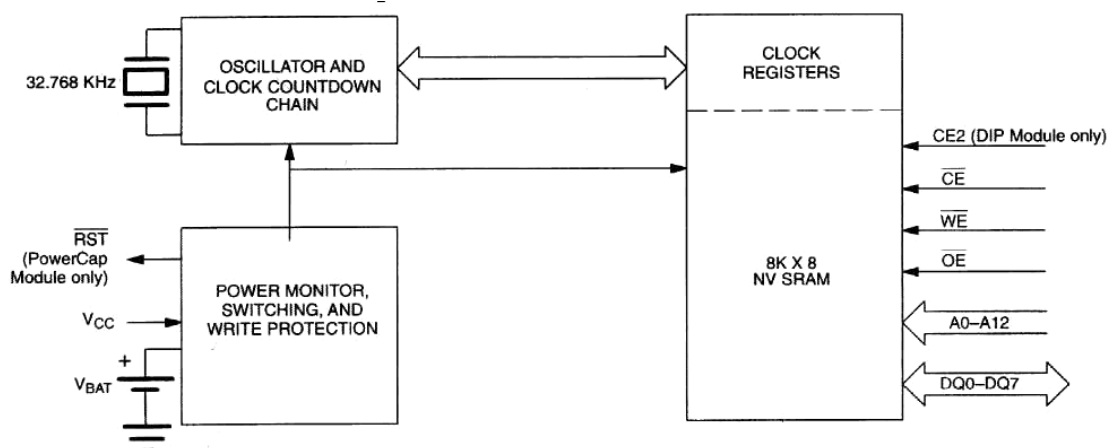 32.768 KHz
OSCILLATOR AND
CLOCK COUNTDOWN
CHAIN
CLOCK
REGISTERS
CE2 (DIP Module only)
CE
WE
OE
8K X 8
NV SRAM
A0–A12
DQ0–DQ7
RST
(PowerCap
Module only)
POWER MONITOR,
SWITCHING, AND
WRITE PROTECTION
VCC
+
VBAT